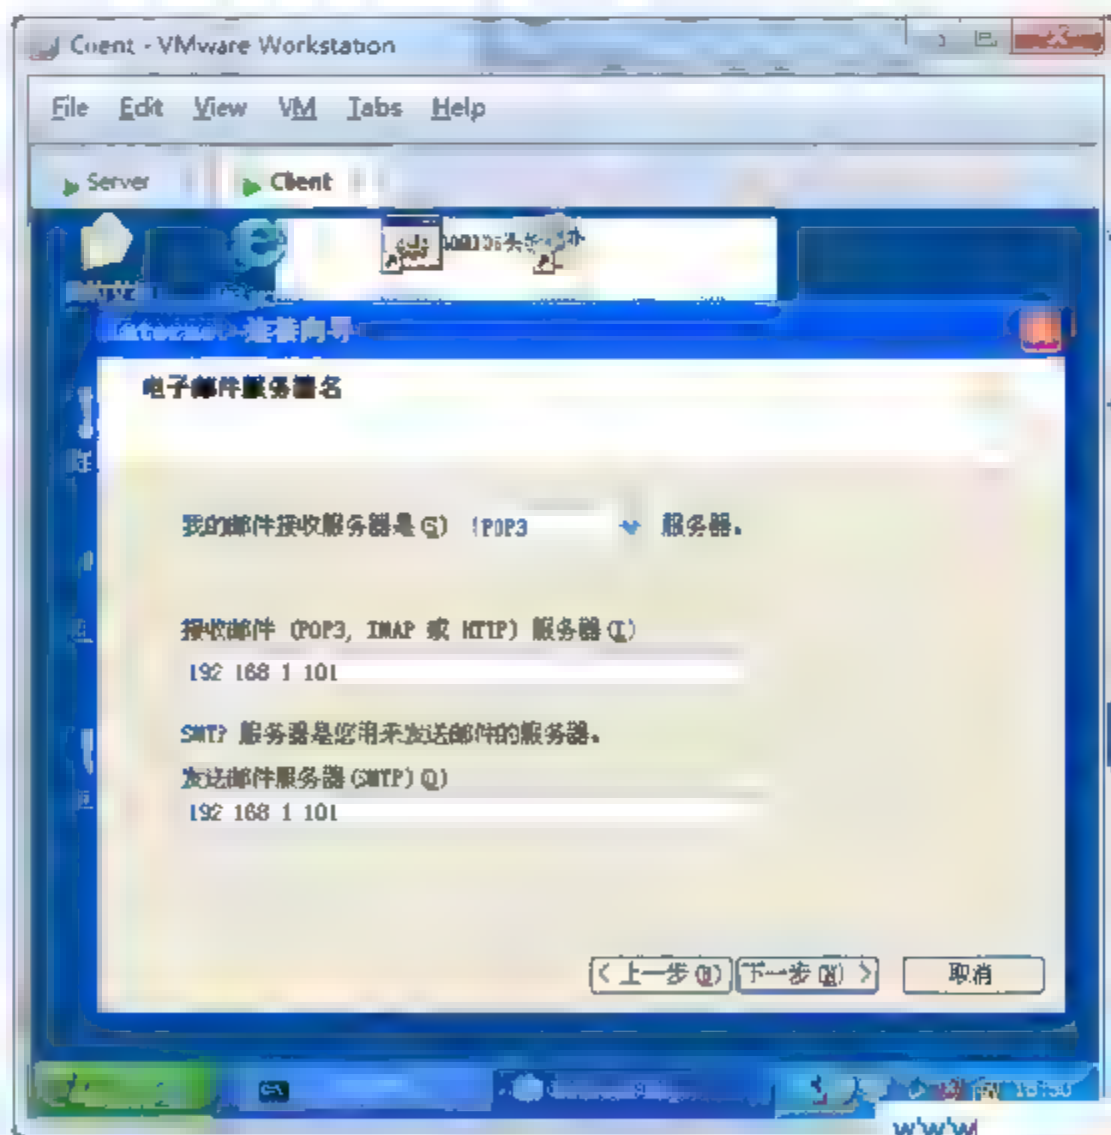 Client - VMware Workstation
File Edit View VM Tabs Help
Server Client
连接向导
电子邮件服务器名
我的邮件接收服务器是(S) POP3 服务器。
接收邮件 (POP3, IMAP 或 HTTP) 服务器(I)
192 168 1 101
SMTP 服务器是您用来发送邮件的服务器。
发送邮件服务器(SMTP)(O)
192 168 1 101
< 上一步(B) 下一步(N) > 取消
www